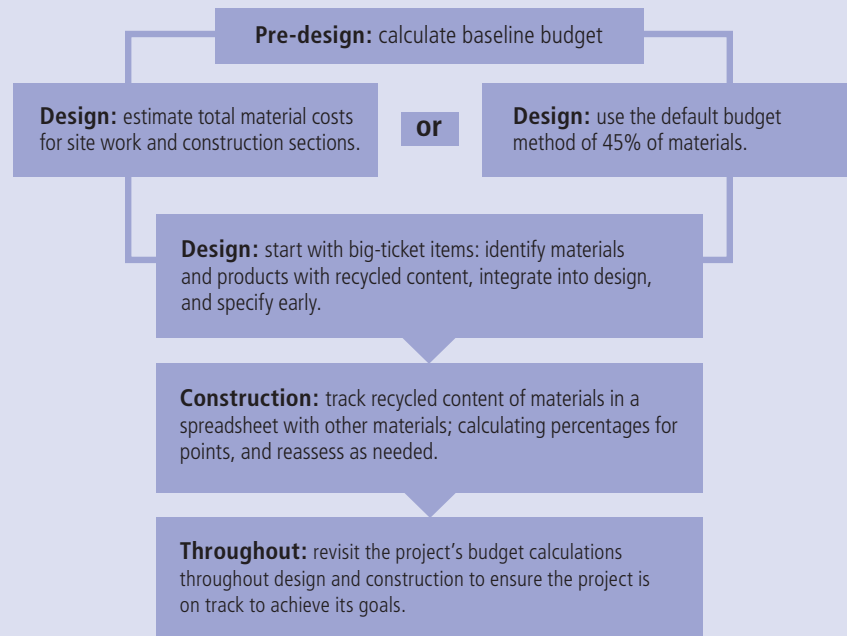 Pre-design: calculate baseline budget
Design: estimate total material costs
for site work and construction sections.
or
Design: use the default budget
method of 45% of materials.
Design: start with big-ticket items: identify materials
and products with recycled content, integrate into design,
and specify early.
Construction: track recycled content of materials in a
spreadsheet with other materials; calculating percentages for
points, and reassess as needed.
Throughout: revisit the project’s budget calculations
throughout design and construction to ensure the project is
on track to achieve its goals.